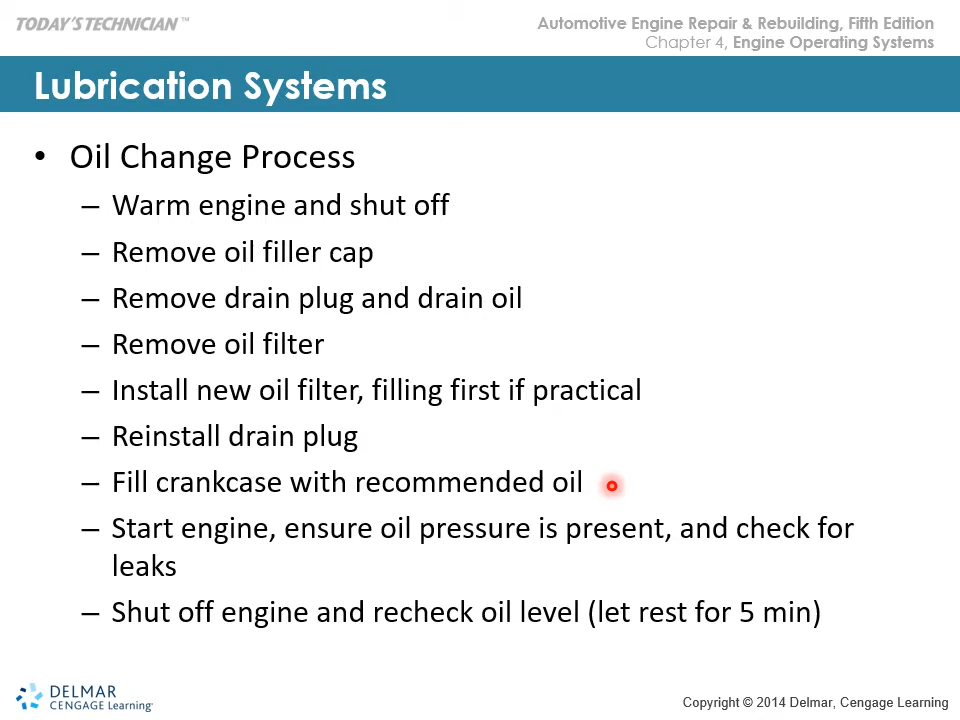 TODAY'S TECHNICIAN™
Automotive Engine Repair & Rebuilding, Fifth Edition
Chapter 4, Engine Operating Systems
Lubrication Systems
• Oil Change Process
– Warm engine and shut off
– Remove oil filler cap
– Remove drain plug and drain oil
– Remove oil filter
– Install new oil filter, filling first if practical
– Reinstall drain plug
– Fill crankcase with recommended oil
– Start engine, ensure oil pressure is present, and check for
leaks
– Shut off engine and recheck oil level (let rest for 5 min)
DELMAR
CENGAGE Learning
Copyright © 2014 Delmar, Cengage Learning